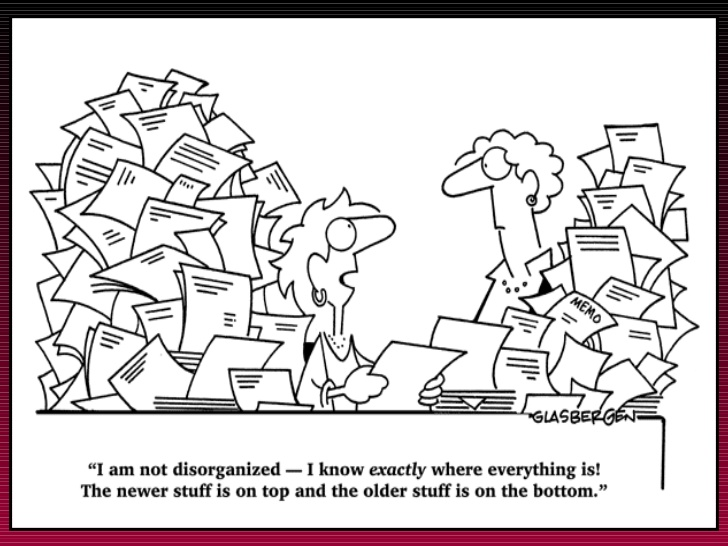 MEMO
GLASBERGEN
“I am not disorganized — I know exactly where everything is!
The newer stuff is on top and the older stuff is on the bottom.”